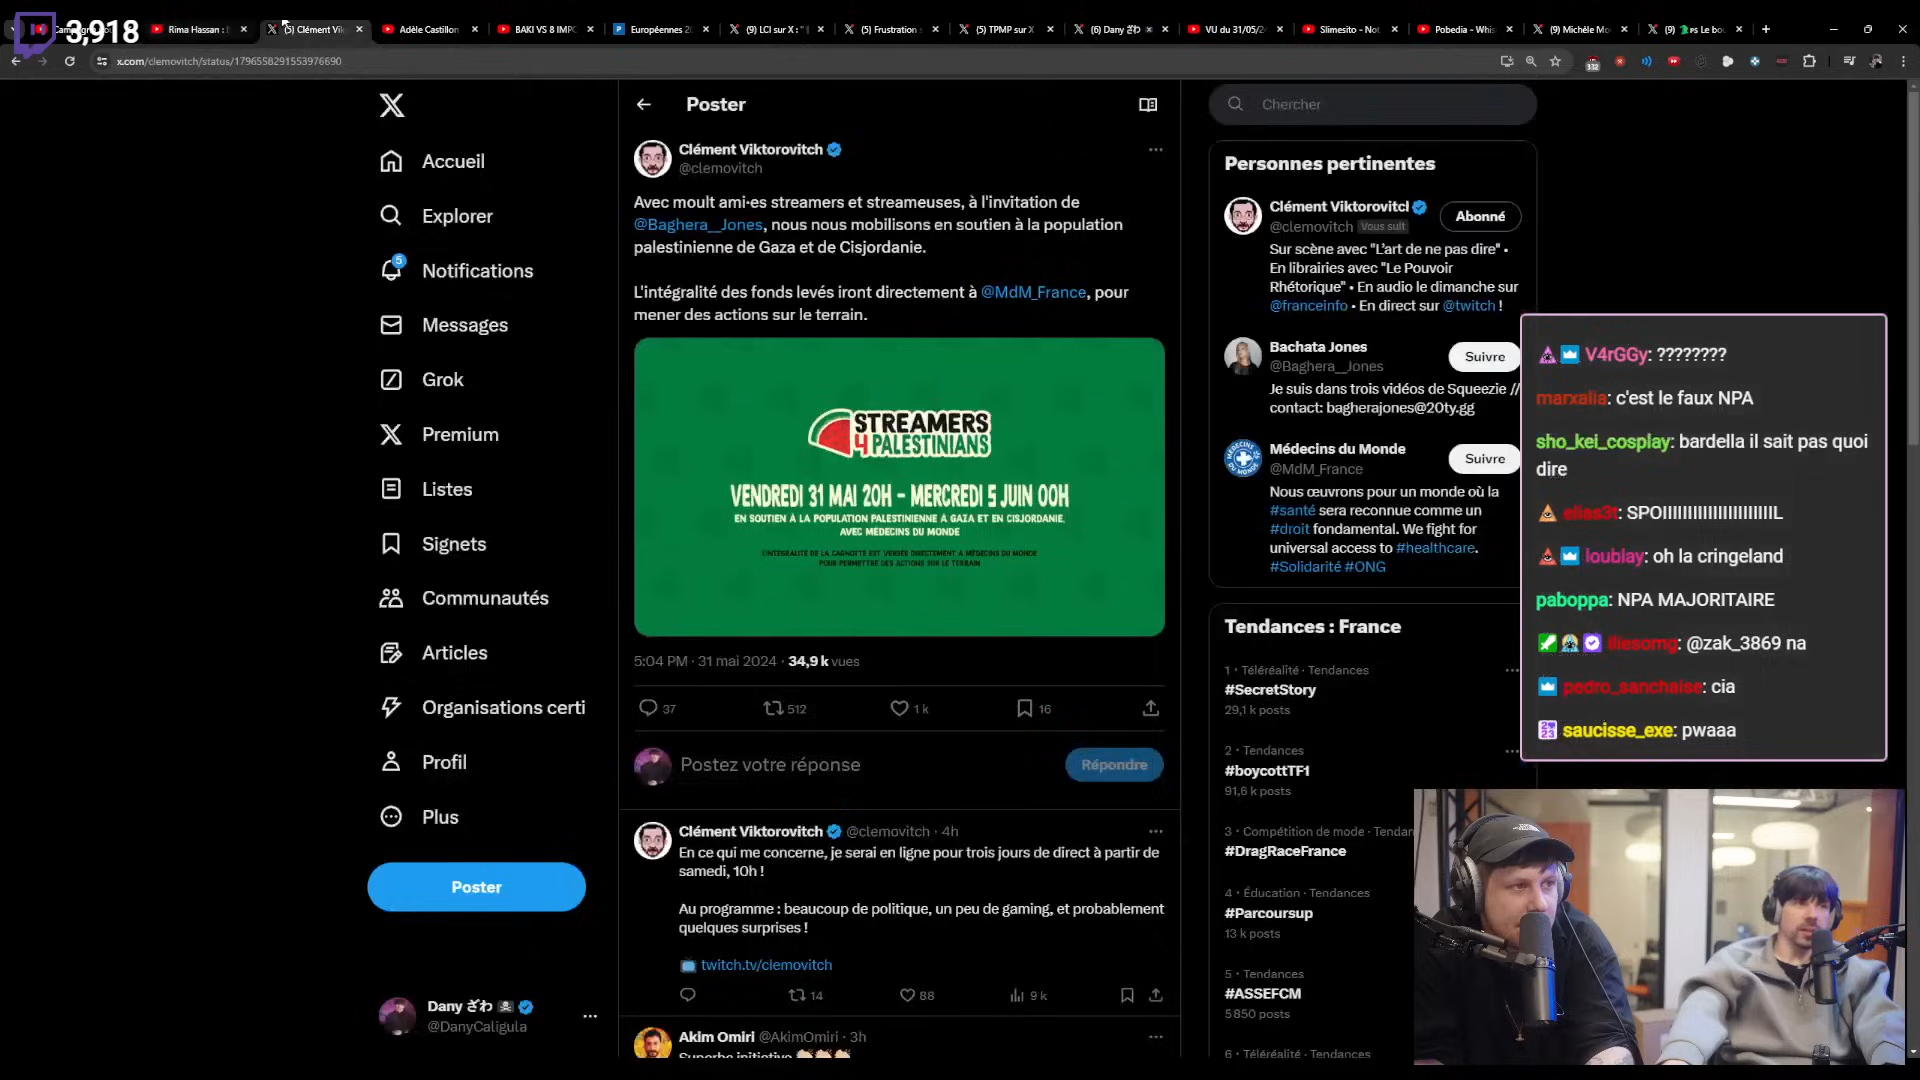 3,918
Rima Hassan :
(5) Clément Vik
Adèle Castillon
BAKI VS 8 IMPO
Européennes 20
(9) LCI sur X : "
(5) Frustration
(5) TPMP sur X
(6) Dany ざわ
VU du 31/05/2
Slimesito - Not
Pobedia - Whis
(9) Michèle Mo
(9) ps Le bou
x.com/clemovitch/status/1796558291553976690
332
Accueil
Explorer
5
Notifications
Messages
Grok
Premium
Listes
Signets
Communautés
Articles
Organisations certi
Profil
Plus
Poster
Dany ざわ
@DanyCaligula
Poster
Clément Viktorovitch
@clemovitch
Avec moult ami·es streamers et streameuses, à l'invitation de
@Baghera__Jones, nous nous mobilisons en soutien à la population
palestinienne de Gaza et de Cisjordanie.
L'intégralité des fonds levés iront directement à @MdM_France, pour
mener des actions sur le terrain.
STREAMERS
4 PALESTINIANS
VENDREDI 31 MAI 20H - MERCREDI 5 JUIN 00H
EN SOUTIEN À LA POPULATION PALESTINIENNE À GAZA ET EN CISJORDANIE,
AVEC MÉDECINS DU MONDE
L'INTÉGRALITÉ DE LA CAGNOTTE EST VERSÉE DIRECTEMENT À MÉDECINS DU MONDE
POUR PERMETTRE DES ACTIONS SUR LE TERRAIN
5:04 PM · 31 mai 2024 · 34,9 k vues
37 512 1 k 16
Postez votre réponse
Répondre
Clément Viktorovitch @clemovitch · 4h
En ce qui me concerne, je serai en ligne pour trois jours de direct à partir de
samedi, 10h !
Au programme : beaucoup de politique, un peu de gaming, et probablement
quelques surprises !
twitch.tv/clemovitch
14 88 9 k
Akim Omiri @AkimOmiri · 3h
Superbe initiative
Chercher
Personnes pertinentes
Clément Viktorovitcl
@clemovitch Vous suit
Abonné
Sur scène avec "L'art de ne pas dire" •
En librairies avec "Le Pouvoir
Rhétorique" • En audio le dimanche sur
@franceinfo • En direct sur @twitch !
Bachata Jones
@Baghera__Jones
Suivre
Je suis dans trois vidéos de Squeezie //
contact: bagherajones@20ty.gg
Médecins du Monde
@MdM_France
Suivre
Nous œuvrons pour un monde où la
#santé sera reconnue comme un
#droit fondamental. We fight for
universal access to #healthcare.
#Solidarité #ONG
Tendances : France
1 · Téléréalité · Tendances
#SecretStory
29,1 k posts
2 · Tendances
#boycottTF1
91,6 k posts
3 · Compétition de mode · Tendan
#DragRaceFrance
4 · Éducation · Tendances
#Parcoursup
13 k posts
5 · Tendances
#ASSEFCM
5 850 posts
6 · Téléréalité · Tendances
V4rGGy: ????????
marxalia: c'est le faux NPA
sho_kei_cosplay: bardella il sait pas quoi
dire
elias3t: SPOIIIIIIIIIIIIIIIIIIIIIIL
loublay: oh la cringeland
paboppa: NPA MAJORITAIRE
iliesomg: @zak_3869 na
pedro_sanchaise: cia
saucisse_exe: pwaaa